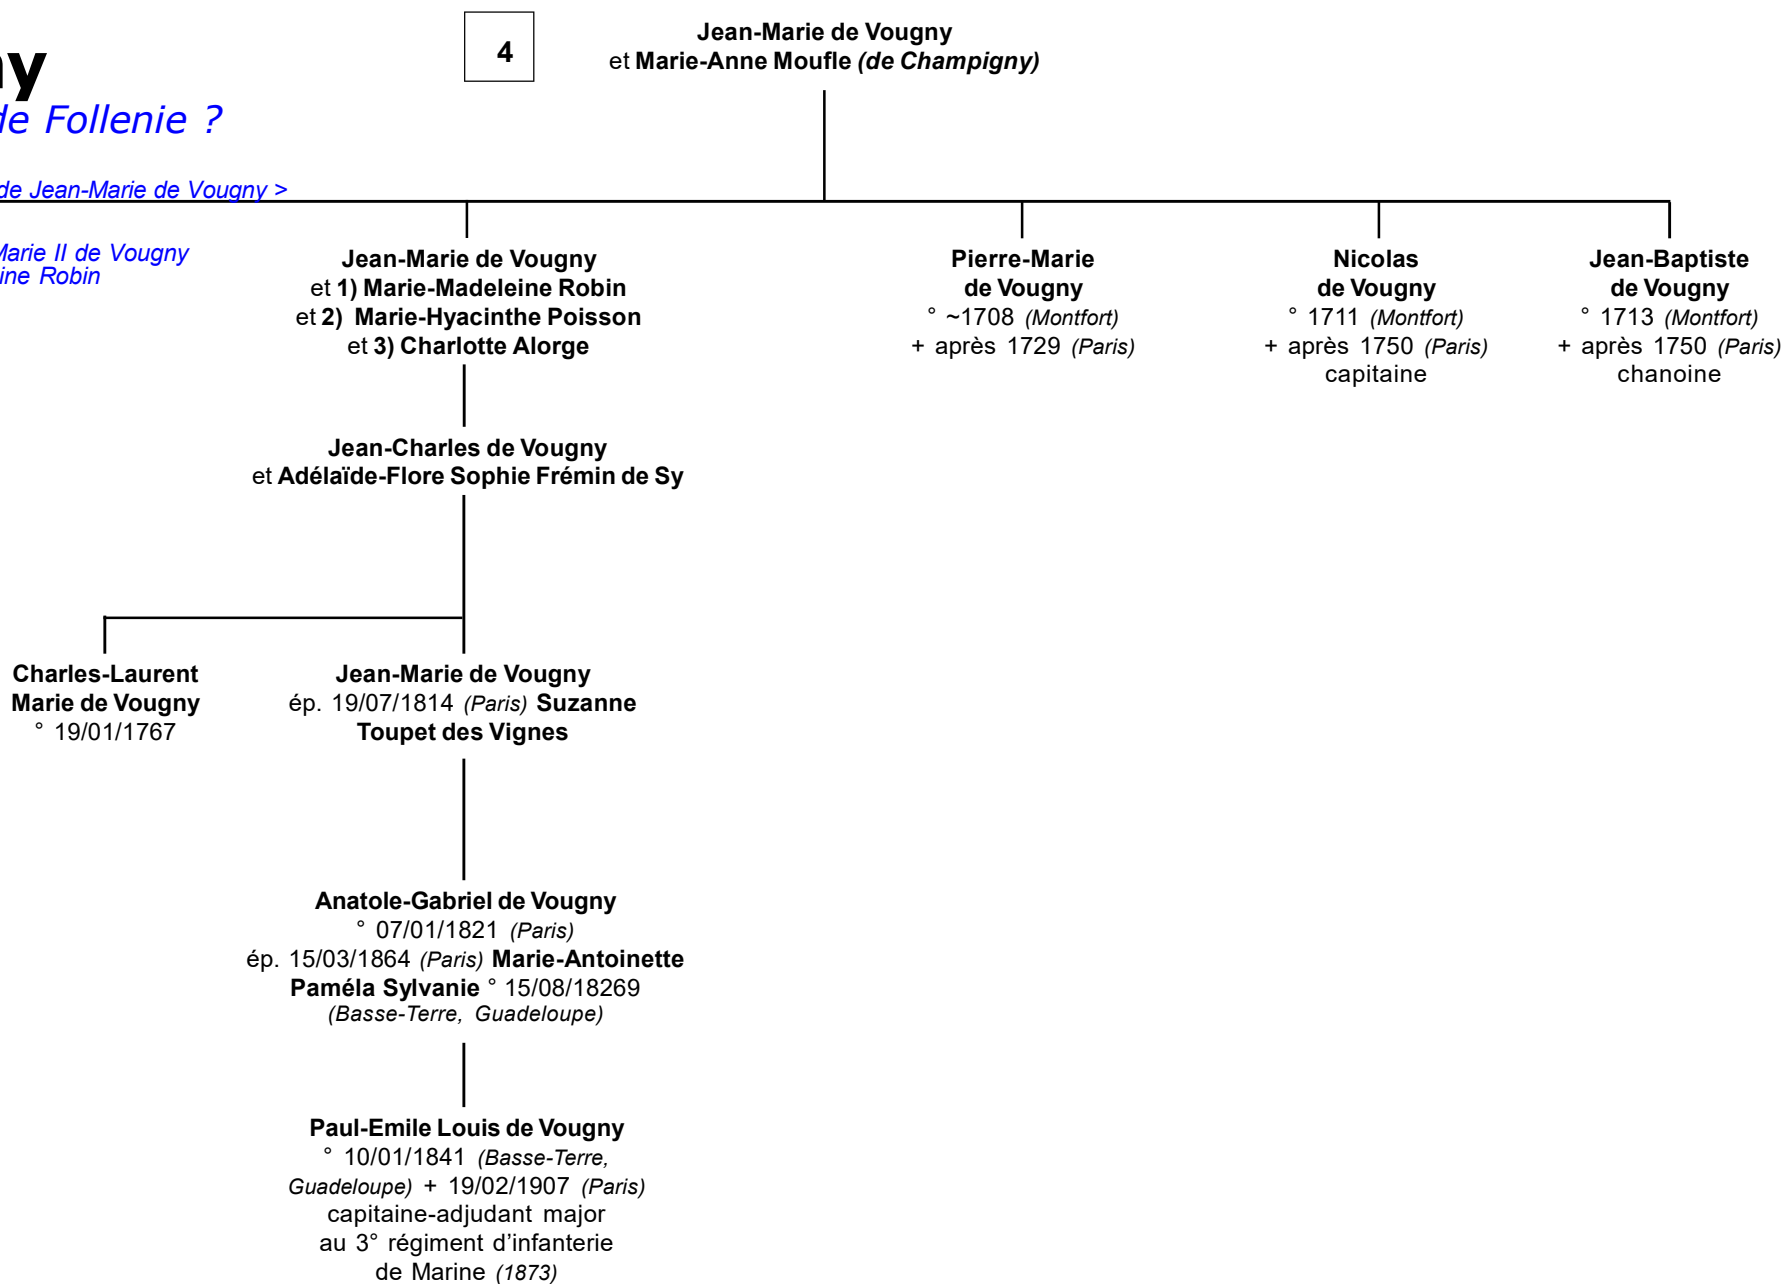 ny
de Follenie ?
de Jean-Marie de Vougny >
Marie II de Vougny
ine Robin
4
Jean-Marie de Vougny
et Marie-Anne Moufle (de Champigny)
Jean-Marie de Vougny
et 1) Marie-Madeleine Robin
et 2) Marie-Hyacinthe Poisson
et 3) Charlotte Alorge
Pierre-Marie
de Vougny
° ~1708 (Montfort)
+ après 1729 (Paris)
Nicolas
de Vougny
° 1711 (Montfort)
+ après 1750 (Paris)
capitaine
Jean-Baptiste
de Vougny
° 1713 (Montfort)
+ après 1750 (Paris)
chanoine
Jean-Charles de Vougny
et Adélaïde-Flore Sophie Frémin de Sy
Charles-Laurent
Marie de Vougny
° 19/01/1767
Jean-Marie de Vougny
ép. 19/07/1814 (Paris) Suzanne
Toupet des Vignes
Anatole-Gabriel de Vougny
° 07/01/1821 (Paris)
ép. 15/03/1864 (Paris) Marie-Antoinette
Paméla Sylvanie ° 15/08/18269
(Basse-Terre, Guadeloupe)
Paul-Emile Louis de Vougny
° 10/01/1841 (Basse-Terre,
Guadeloupe) + 19/02/1907 (Paris)
capitaine-adjudant major
au 3° régiment d'infanterie
de Marine (1873)